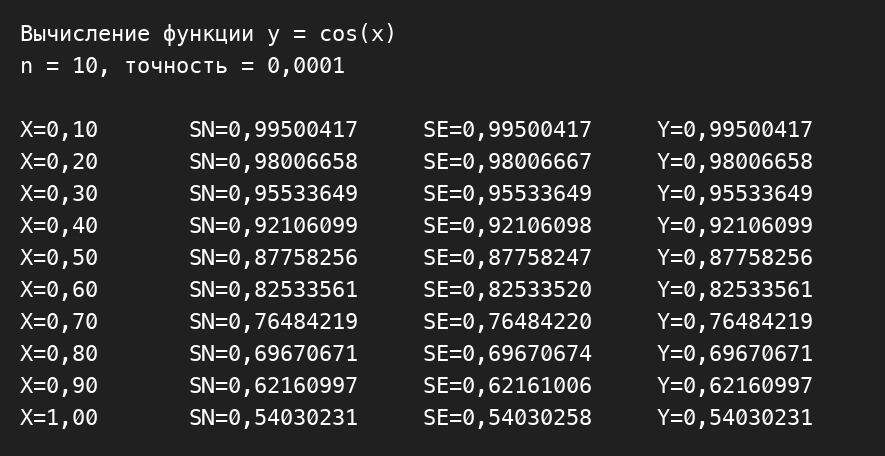 Вычисление функции y = cos(x)
n = 10, точность = 0,0001
X=0,10 SN=0,99500417 SE=0,99500417 Y=0,99500417
X=0,20 SN=0,98006658 SE=0,98006667 Y=0,98006658
X=0,30 SN=0,95533649 SE=0,95533649 Y=0,95533649
X=0,40 SN=0,92106099 SE=0,92106098 Y=0,92106099
X=0,50 SN=0,87758256 SE=0,87758247 Y=0,87758256
X=0,60 SN=0,82533561 SE=0,82533520 Y=0,82533561
X=0,70 SN=0,76484219 SE=0,76484220 Y=0,76484219
X=0,80 SN=0,69670671 SE=0,69670674 Y=0,69670671
X=0,90 SN=0,62160997 SE=0,62161006 Y=0,62160997
X=1,00 SN=0,54030231 SE=0,54030258 Y=0,54030231